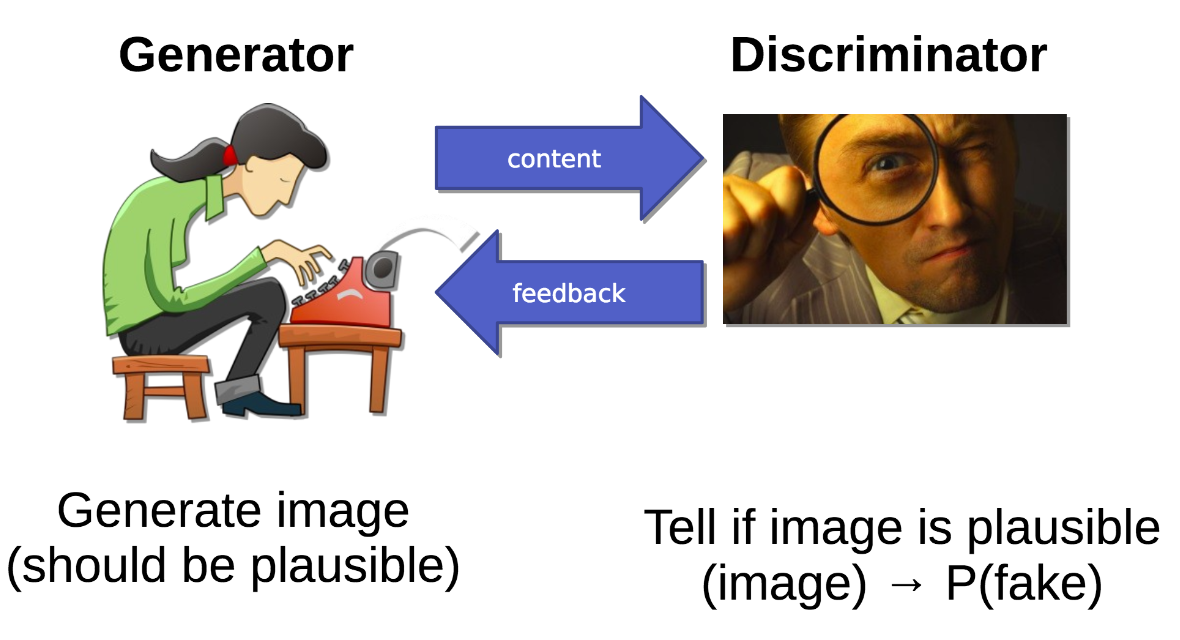 Generator
Discriminator
content
feedback
Generate image
(should be plausible)
Tell if image is plausible
(image) → P(fake)